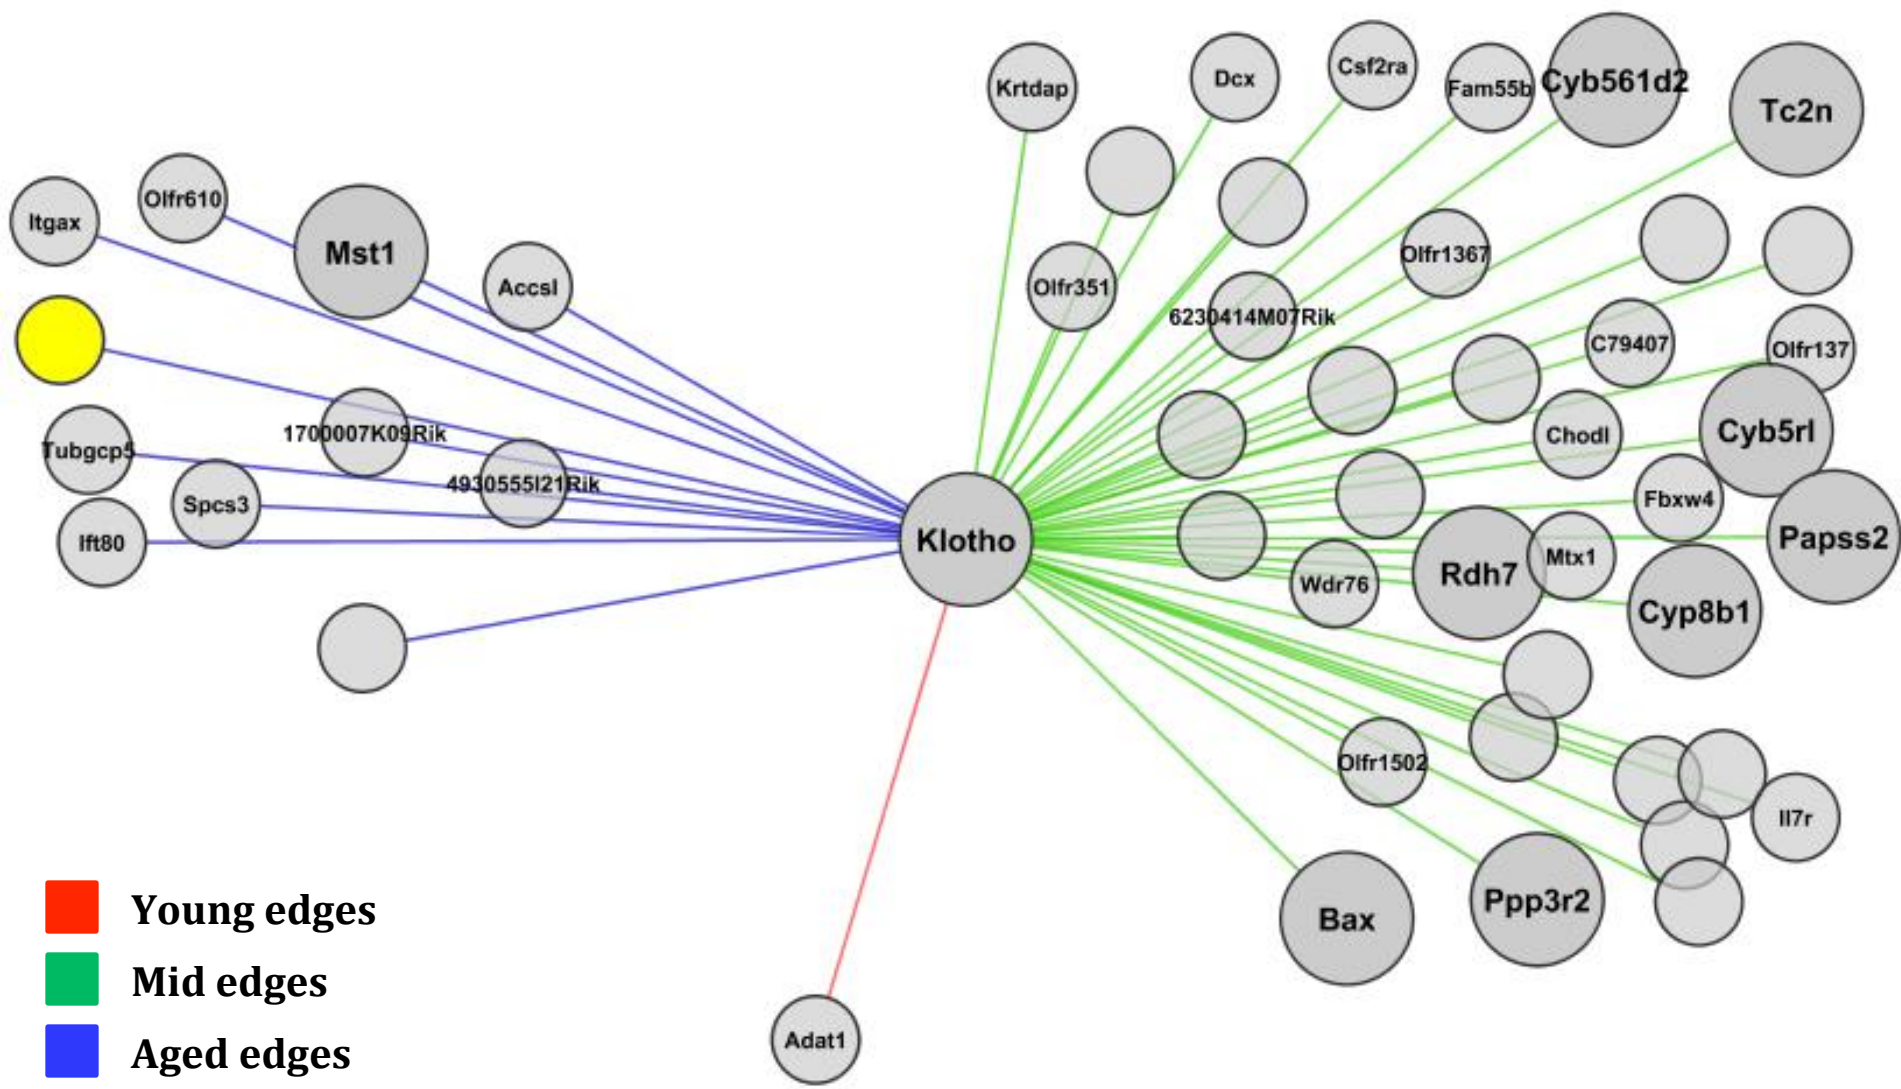 Krtdap
Dcx
Csf2ra
Fam55b
Cyb561d2
Tc2n
Itgax
Olfr610
Mst1
Accsl
Olfr351
6230414M07Rik
Olfr1367
C79407
Olfr137
Tubgcp5
1700007K09Rik
4930555I21Rik
Chodl
Cyb5rl
Spcs3
Ift80
Klotho
Fbxw4
Papss2
Wdr76
Rdh7
Mtx1
Cyp8b1
Olfr1502
Il7r
Bax
Ppp3r2
Adat1
Young edges
Mid edges
Aged edges